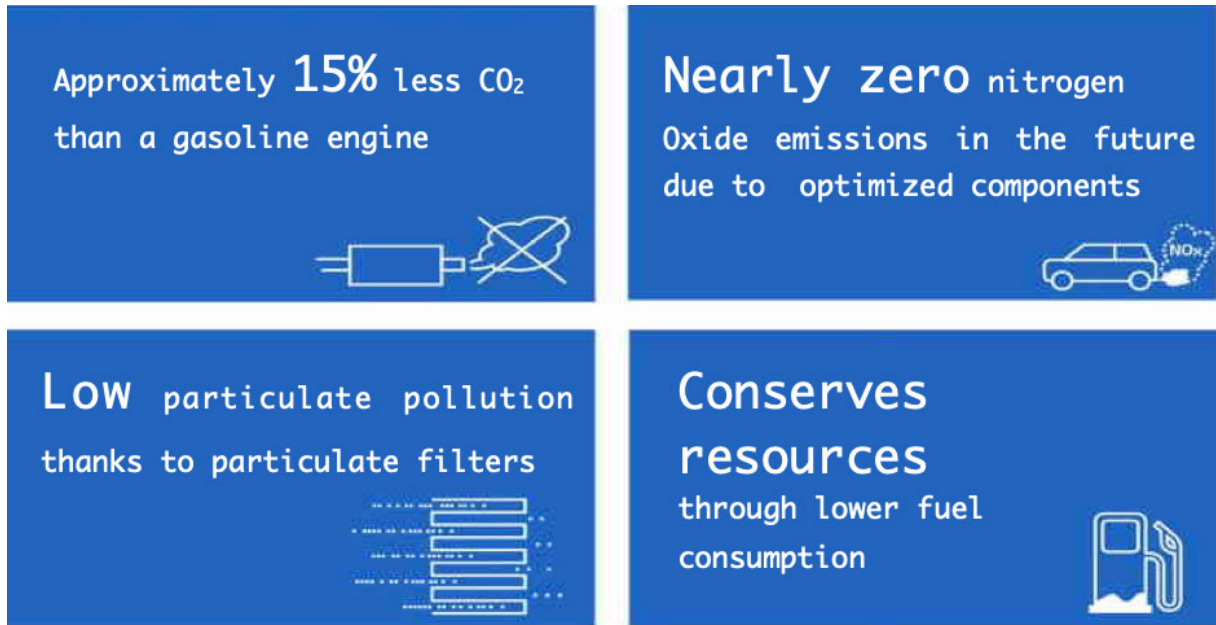 Approximately 15% less CO₂
than a gasoline engine
Nearly zero nitrogen
Oxide emissions in the future
due to optimized components
NOx
Low particulate pollution
thanks to particulate filters
Conserves
resources
through lower fuel
consumption